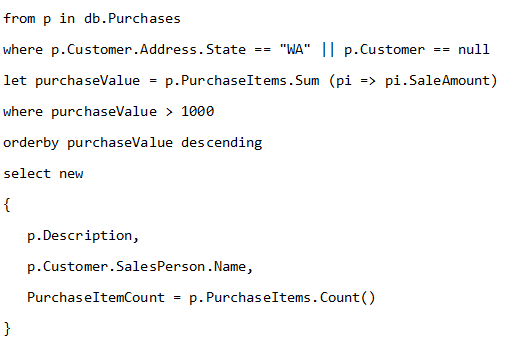 from p in db.Purchases
where p.Customer.Address.State == "WA" || p.Customer == null
let purchaseValue = p.PurchaseItems.Sum (pi => pi.SaleAmount)
where purchaseValue > 1000
orderby purchaseValue descending
select new
{
   p.Description,
   p.Customer.SalesPerson.Name,
   PurchaseItemCount = p.PurchaseItems.Count()
}